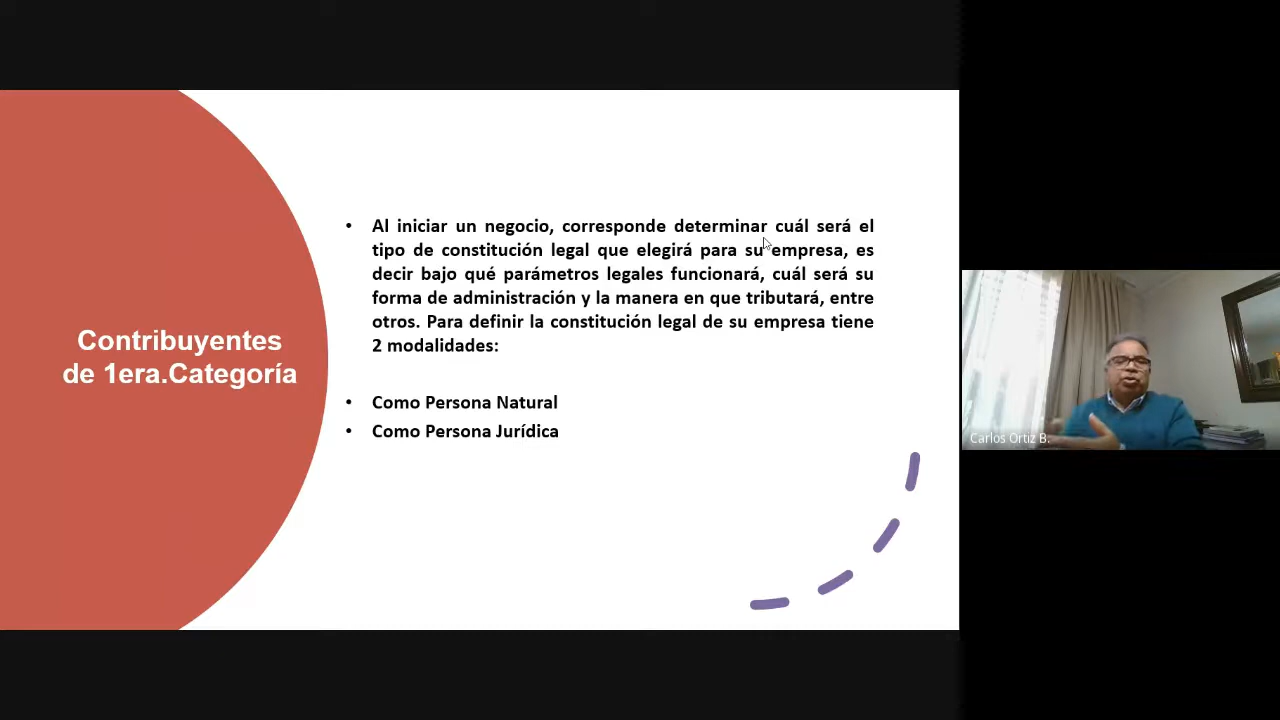 Contribuyentes
de 1era.Categoría
• Al iniciar un negocio, corresponde determinar cuál será el
tipo de constitución legal que elegirá para su empresa, es
decir bajo qué parámetros legales funcionará, cuál será su
forma de administración y la manera en que tributará, entre
otros. Para definir la constitución legal de su empresa tiene
2 modalidades:
• Como Persona Natural
• Como Persona Jurídica
Carlos Ortiz B.